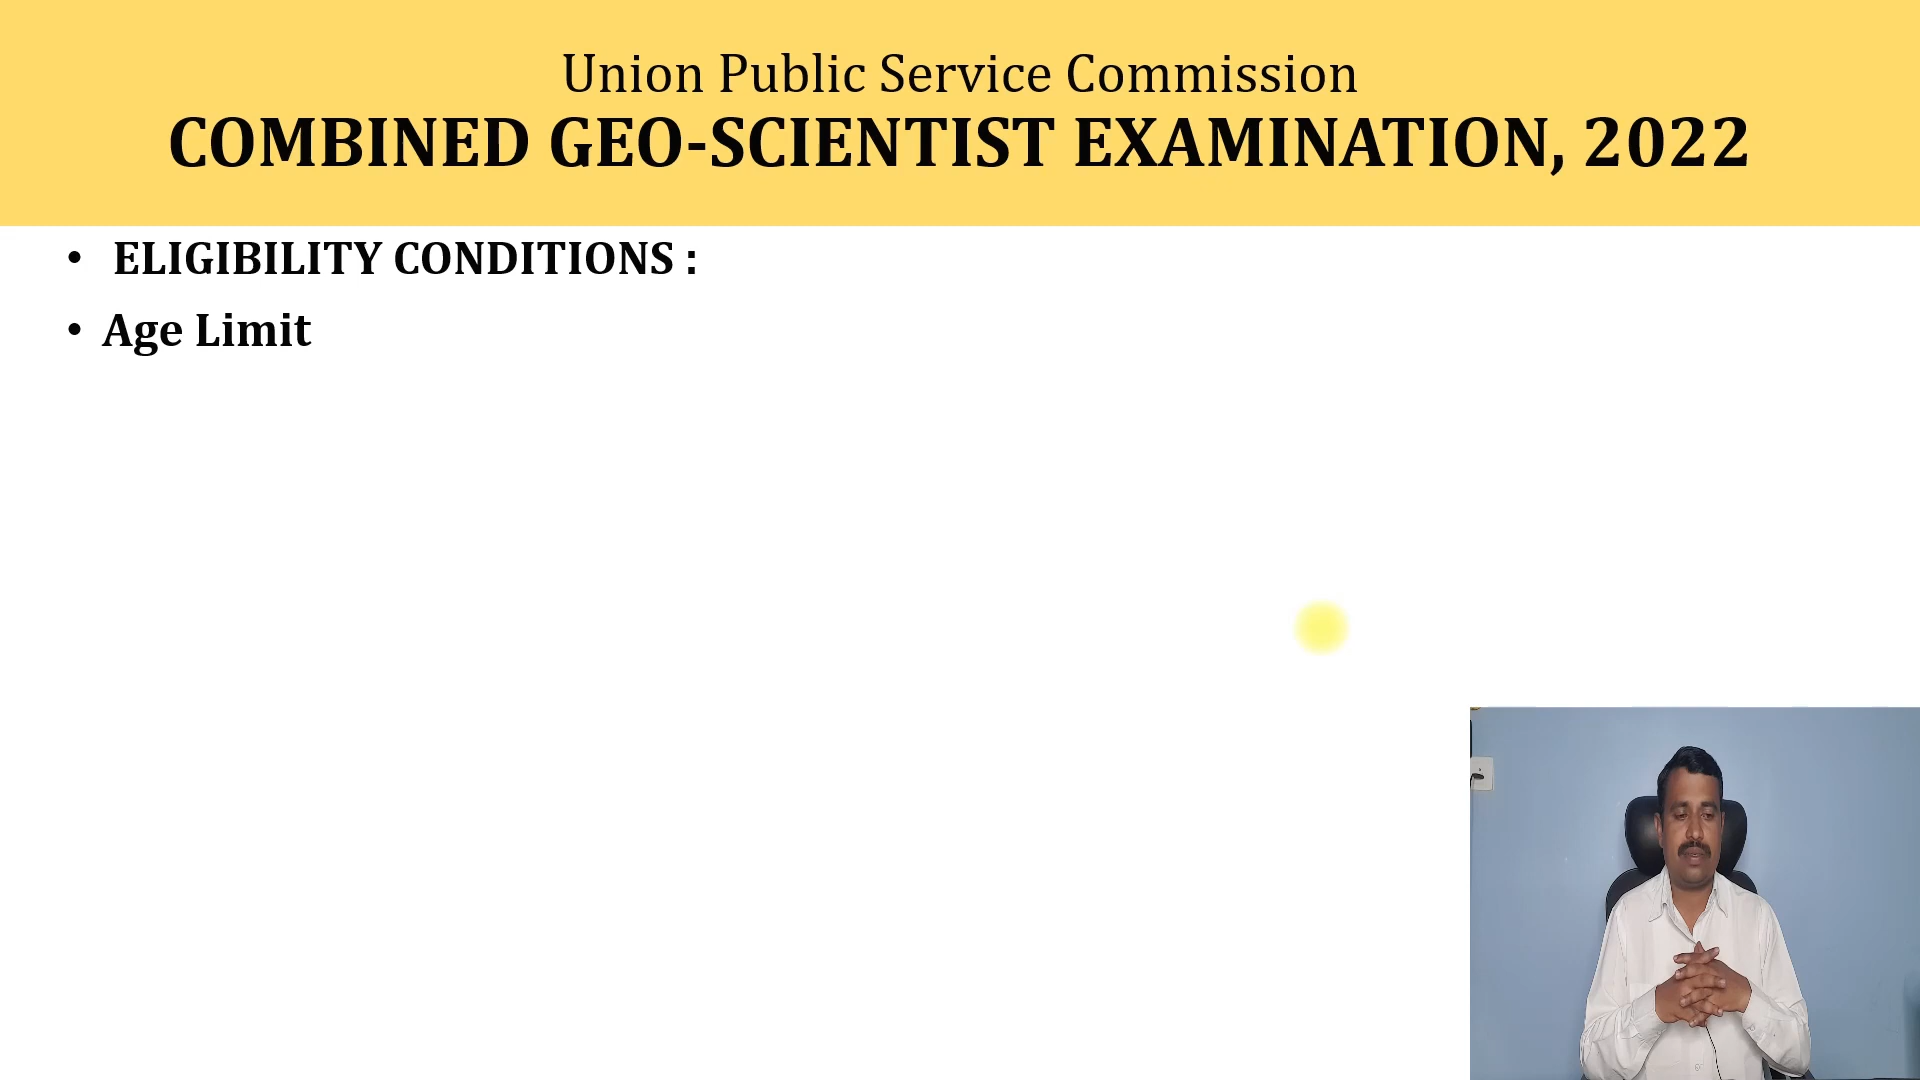 Union Public Service Commission
COMBINED GEO-SCIENTIST EXAMINATION, 2022
• ELIGIBILITY CONDITIONS :
• Age Limit